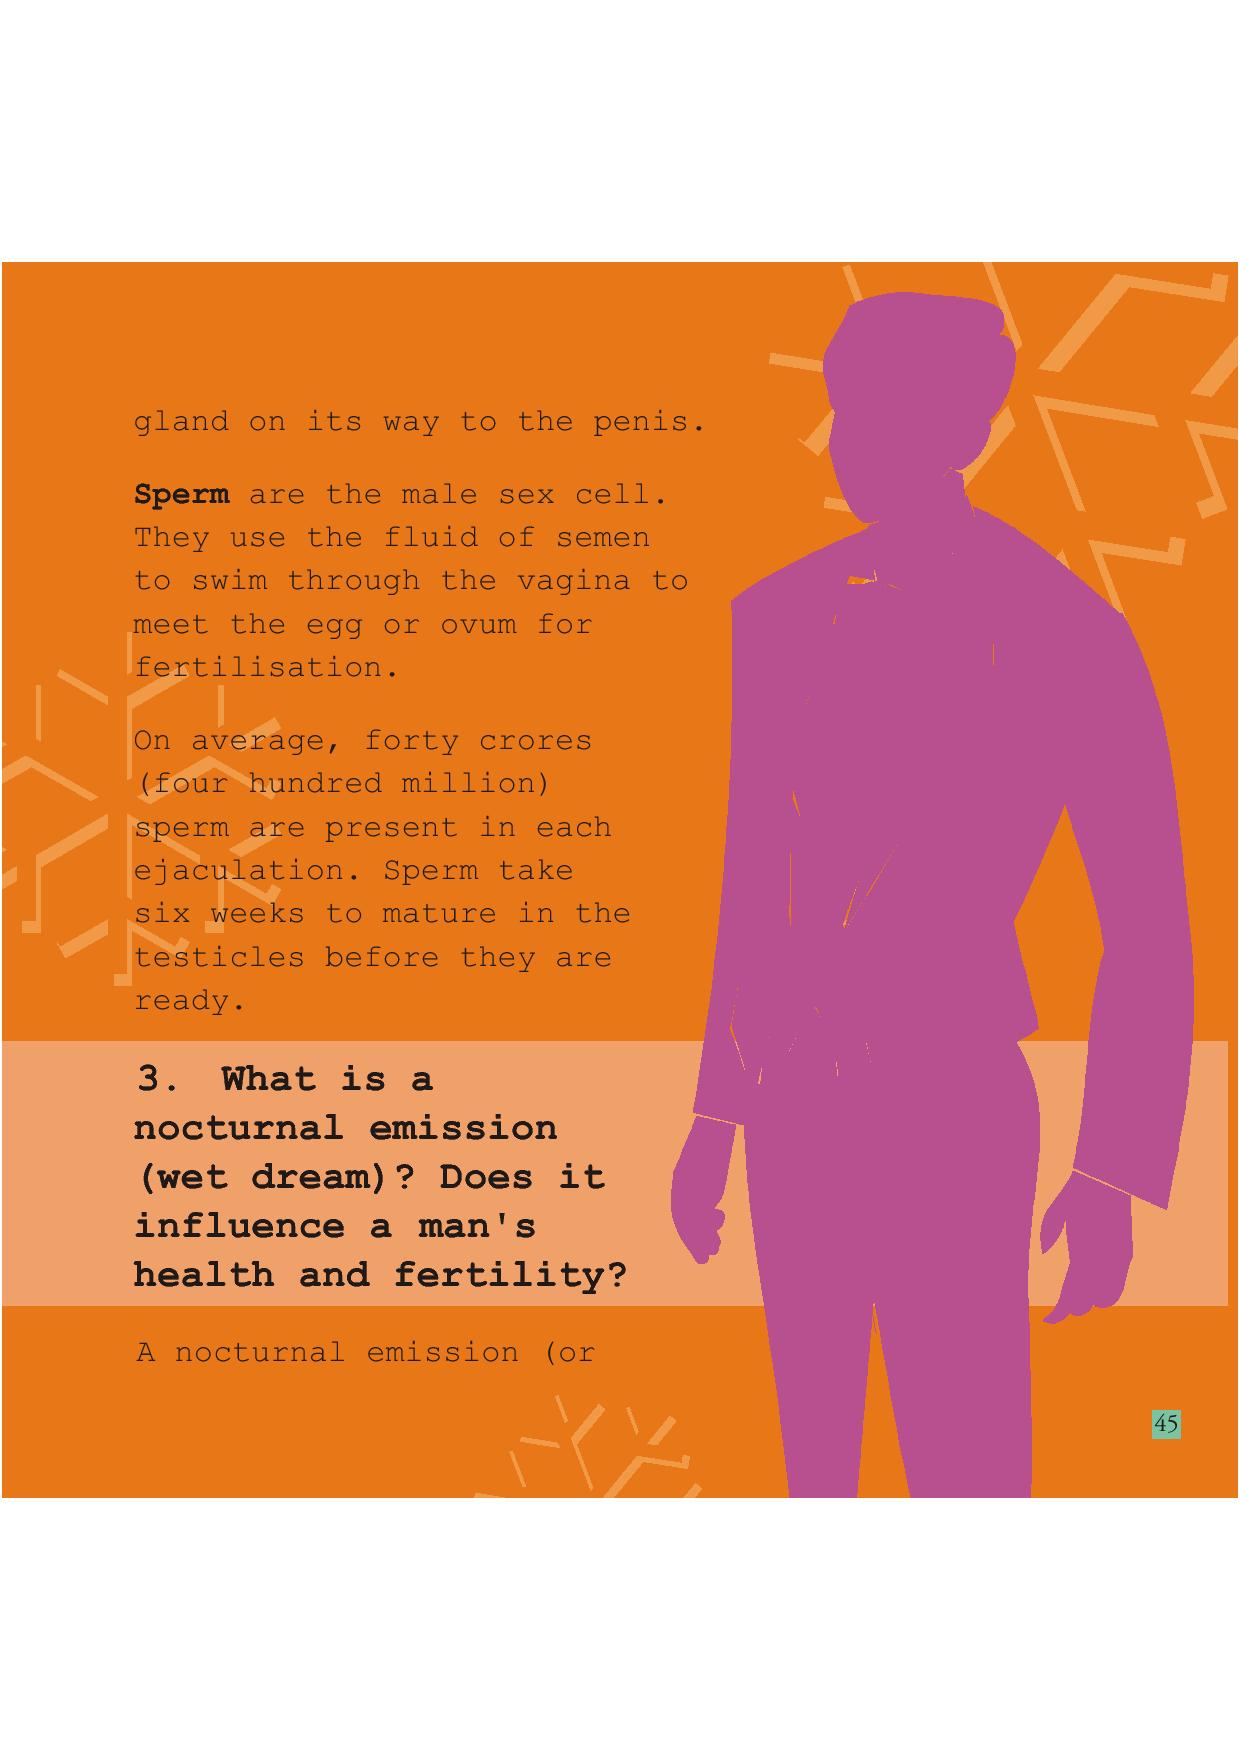 gland on its way to the penis.
Sperm are the male sex cell.
They use the fluid of semen
to swim through the vagina to
meet the egg or ovum for
fertilisation.
On average, forty crores
(four hundred million)
sperm are present in each
ejaculation. Sperm take
six weeks to mature in the
testicles before they are
ready.
3. What is a
nocturnal emission
(wet dream)? Does it
influence a man's
health and fertility?
A nocturnal emission (or
45